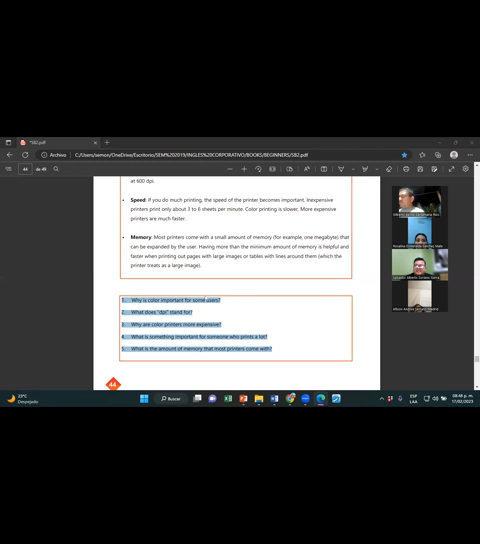 *SB2.pdf
Archivo
C:/Users/semon/OneDrive/Escritorio/SEM%202019/INGLES%20CORPORATIVO/BOOKS/BEGINNERS/SB2.pdf
44
de 49
at 600 dpi.
• Speed: If you do much printing, the speed of the printer becomes important. Inexpensive
printers print only about 3 to 6 sheets per minute. Color printing is slower. More expensive
printers are much faster.
• Memory: Most printers come with a small amount of memory (for example, one megabyte) that
can be expanded by the user. Having more than the minimum amount of memory is helpful and
faster when printing out pages with large images or tables with lines around them (which the
printer treats as a large image).
1. Why is color important for some users?
2. What does "dpi" stand for?
3. Why are color printers more expensive?
4. What is something important for someone who prints a lot?
5. What is the amount of memory that most printers come with?
44
23°C
Despejado
Buscar
ESP
LAA
08:48 p. m.
17/02/2023